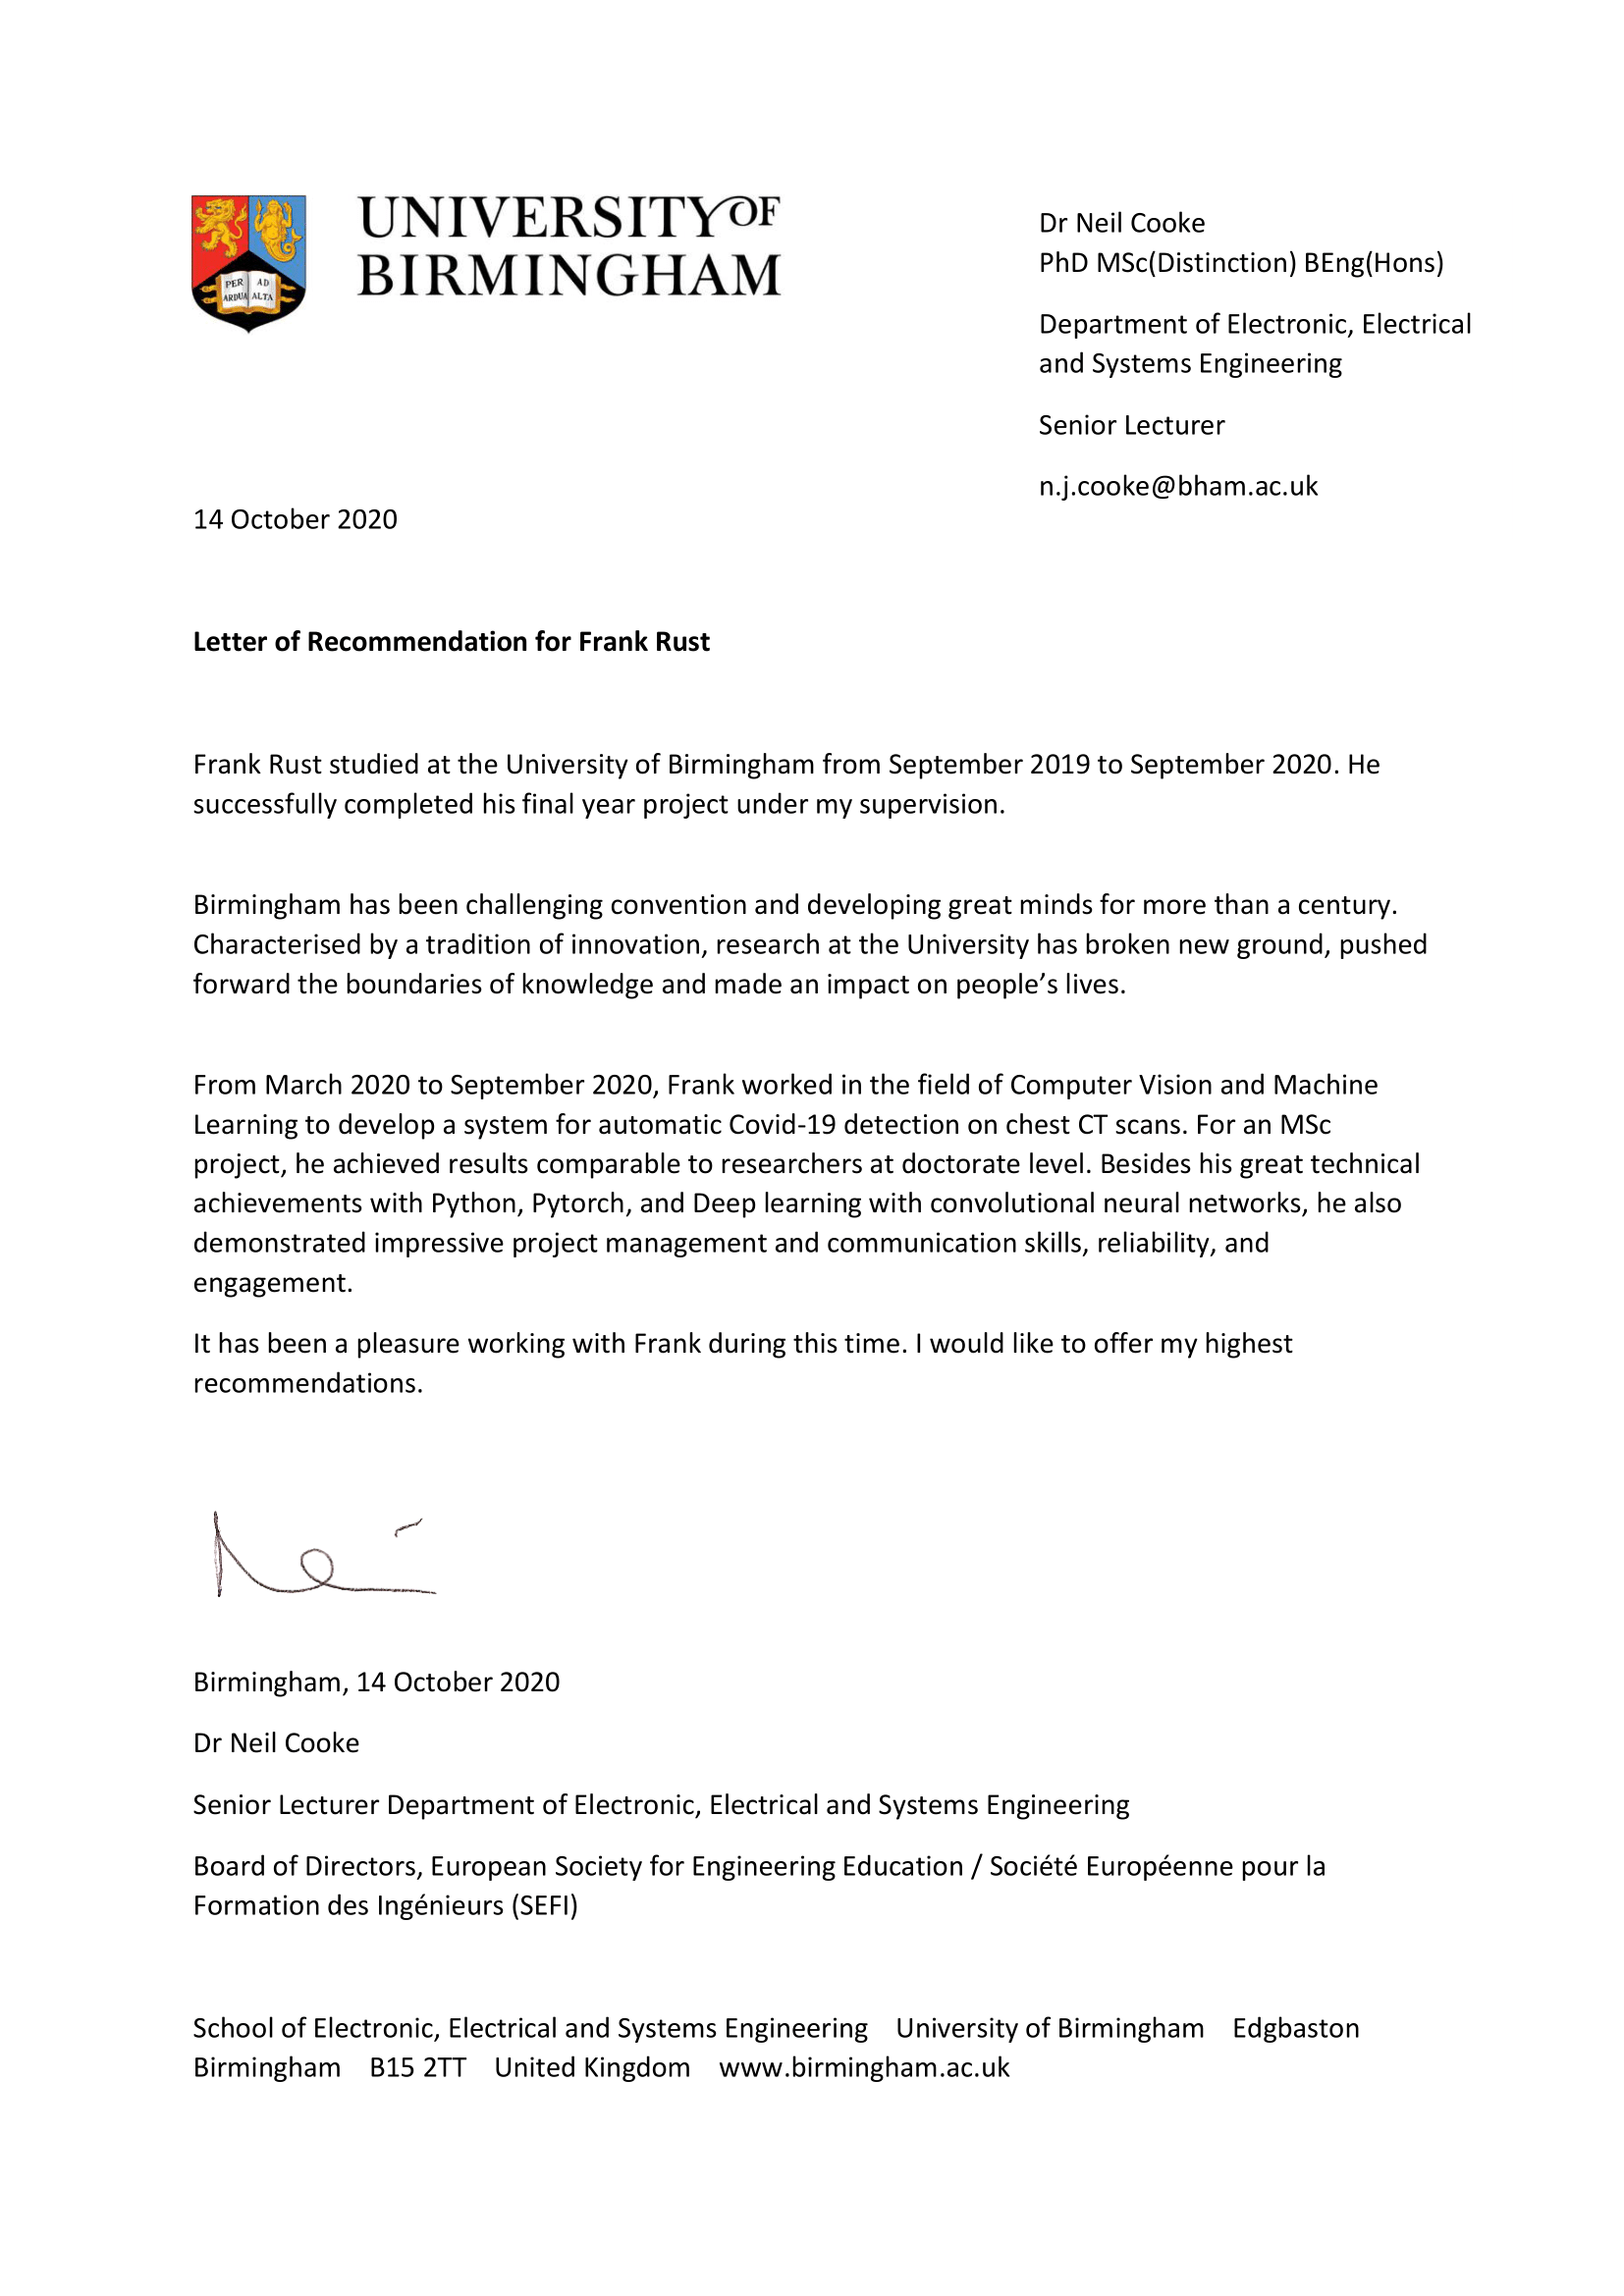 UNIVERSITY OF
BIRMINGHAM
PER AD
ARDUA ALTA
Dr Neil Cooke
PhD MSc(Distinction) BEng(Hons)
Department of Electronic, Electrical
and Systems Engineering
Senior Lecturer
n.j.cooke@bham.ac.uk
14 October 2020
Letter of Recommendation for Frank Rust
Frank Rust studied at the University of Birmingham from September 2019 to September 2020. He
successfully completed his final year project under my supervision.
Birmingham has been challenging convention and developing great minds for more than a century.
Characterised by a tradition of innovation, research at the University has broken new ground, pushed
forward the boundaries of knowledge and made an impact on people’s lives.
From March 2020 to September 2020, Frank worked in the field of Computer Vision and Machine
Learning to develop a system for automatic Covid-19 detection on chest CT scans. For an MSc
project, he achieved results comparable to researchers at doctorate level. Besides his great technical
achievements with Python, Pytorch, and Deep learning with convolutional neural networks, he also
demonstrated impressive project management and communication skills, reliability, and
engagement.
It has been a pleasure working with Frank during this time. I would like to offer my highest
recommendations.
Birmingham, 14 October 2020
Dr Neil Cooke
Senior Lecturer Department of Electronic, Electrical and Systems Engineering
Board of Directors, European Society for Engineering Education / Société Européenne pour la
Formation des Ingénieurs (SEFI)
School of Electronic, Electrical and Systems Engineering University of Birmingham Edgbaston
Birmingham B15 2TT United Kingdom www.birmingham.ac.uk